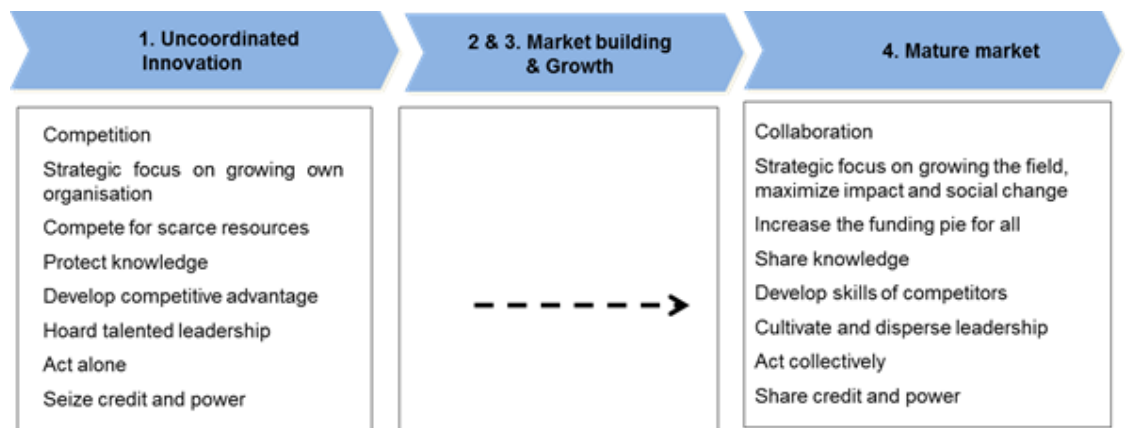 1. Uncoordinated
Innovation
2 & 3. Market building
& Growth
4. Mature market
Competition
Strategic focus on growing own
organisation
Compete for scarce resources
Protect knowledge
Develop competitive advantage
Hoard talented leadership
Act alone
Seize credit and power
Collaboration
Strategic focus on growing the field,
maximize impact and social change
Increase the funding pie for all
Share knowledge
Develop skills of competitors
Cultivate and disperse leadership
Act collectively
Share credit and power